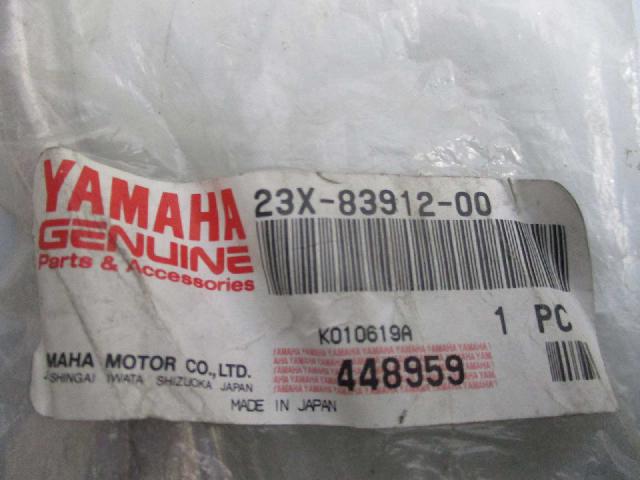 YAMAHA
GENUINE
Parts & Accessories
23X-83912-00
K010619A
1 PC
MAHA MOTOR CO.,LTD.
SHINGAI IWATA SHIZUOKA JAPAN
448959
MADE IN JAPAN